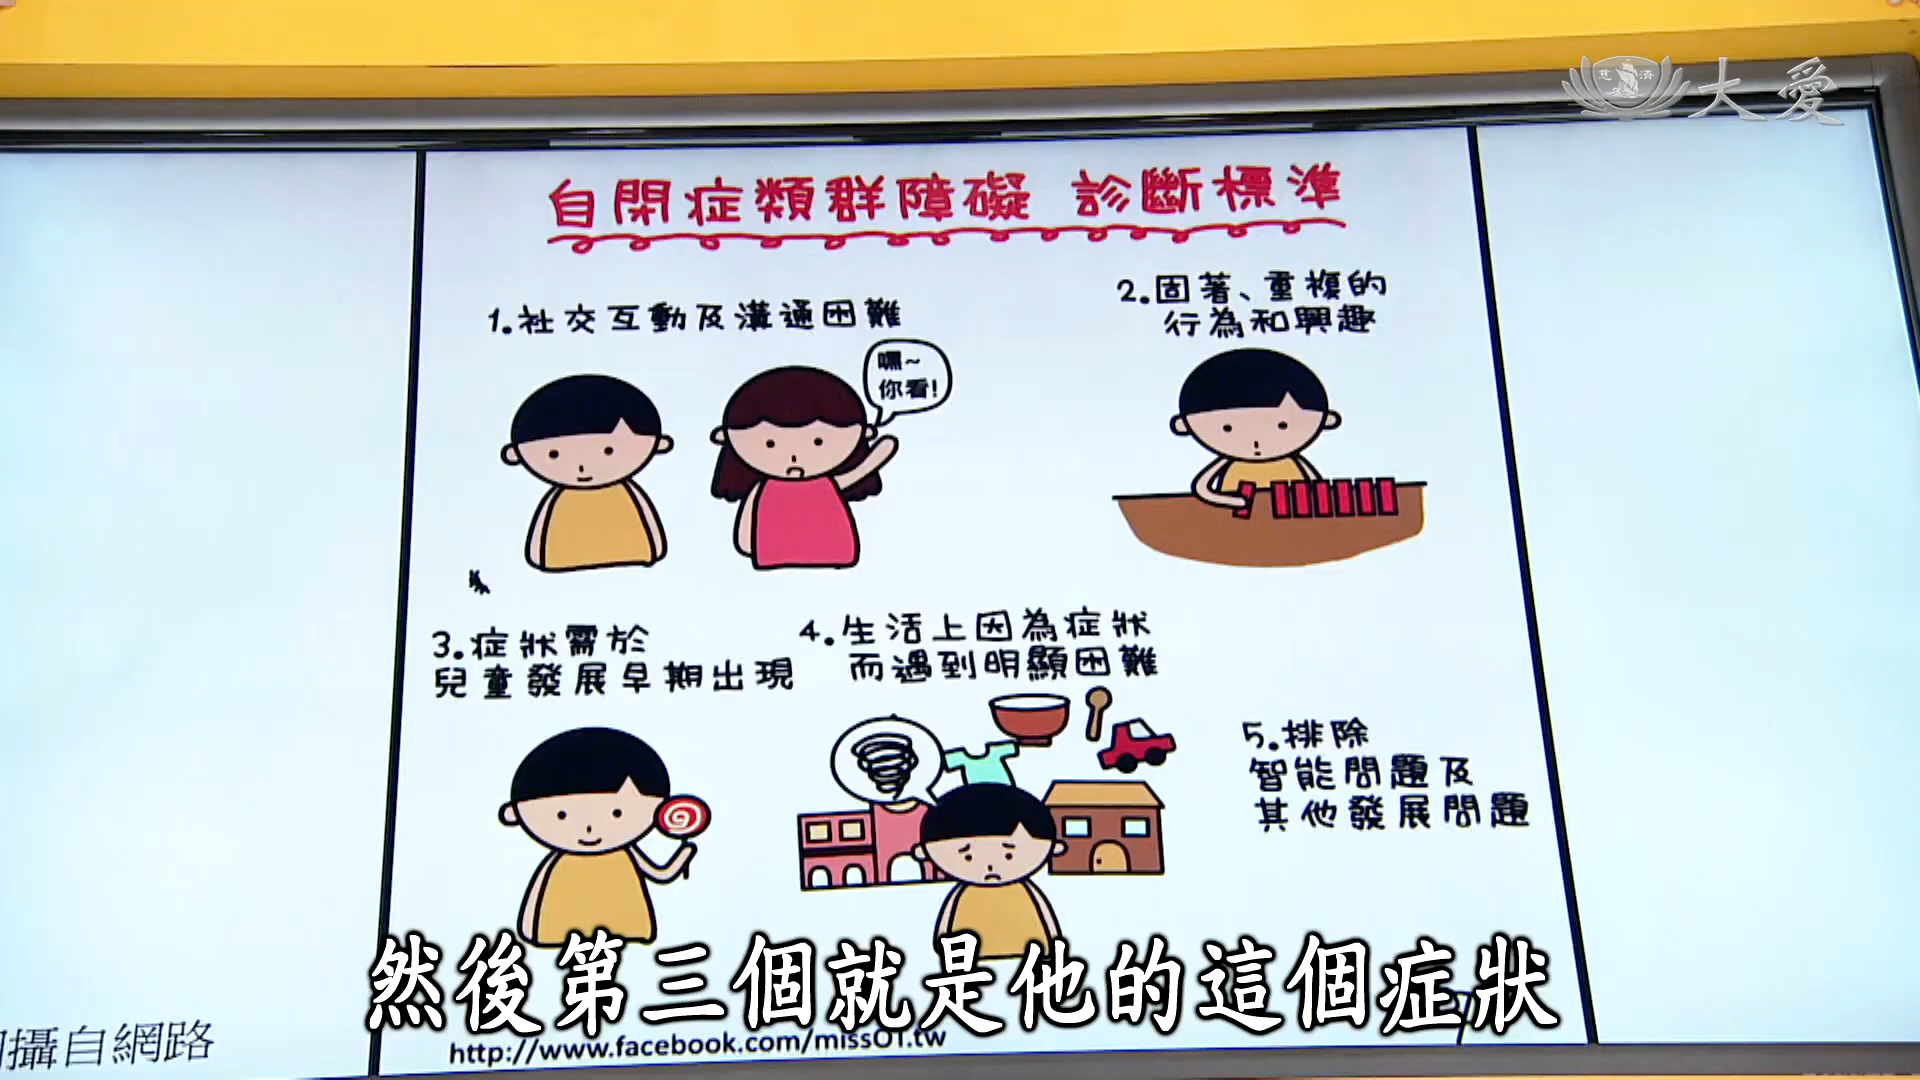 慈濟 大愛
自閉症類群障礙 診斷標準
1.社交互動及溝通困難
嘿~
你看!
2.固著、重複的
行為和興趣
3.症狀需於
兒童發展早期出現
4.生活上因為症狀
而遇到明顯困難
5.排除
智能問題及
其他發展問題
然後第三個就是他的這個症狀
攝自網路
http://www.facebook.com/missOT.tw